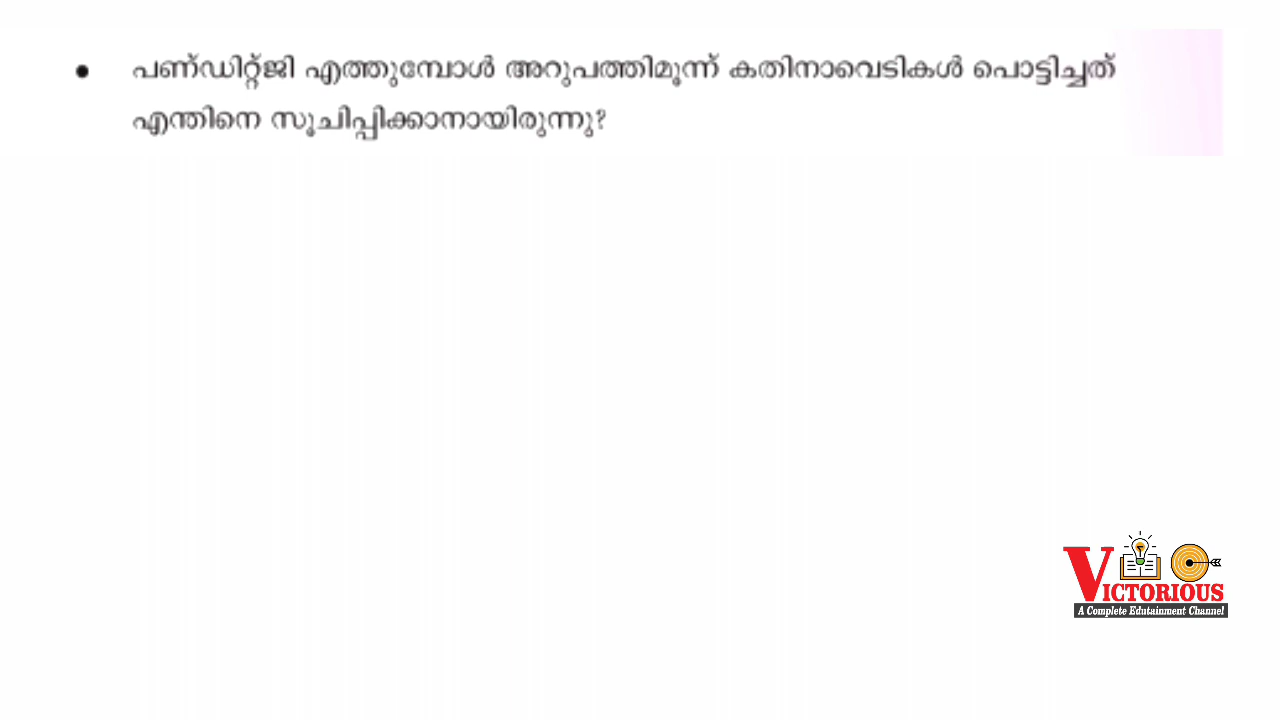 • പണ്ഡിറ്റ്ജി എത്തുമ്പോൾ അറുപത്തിമൂന്ന് കതിനാവെടികൾ പൊട്ടിച്ചത്
എന്തിനെ സൂചിപ്പിക്കാനായിരുന്നു?
VICTORIOUS
A Complete Edutainment Channel